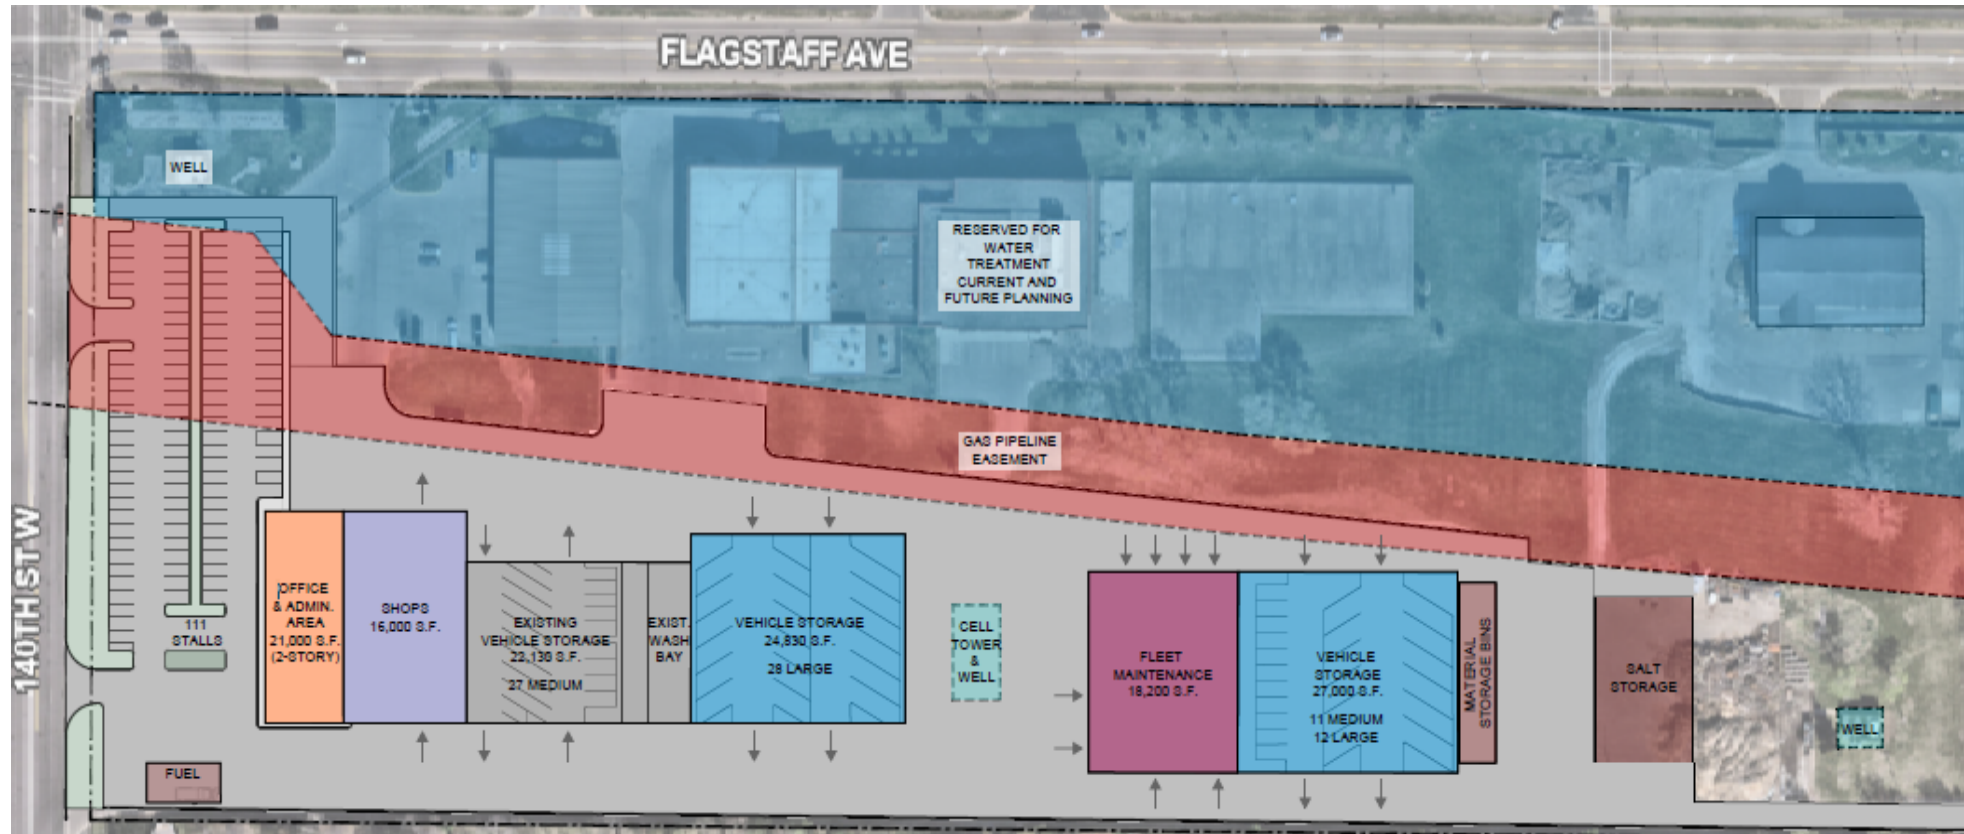 FLAGSTAFF AVE
WELL
RESERVED FOR
WATER
TREATMENT
CURRENT AND
FUTURE PLANNING
GAS PIPELINE
EASEMENT
140TH ST W
111
STALLS
OFFICE
& ADMIN.
AREA
21,000 S.F.
(2-STORY)
SHOPS
16,000 S.F.
EXISTING
VEHICLE STORAGE
22,130 S.F.
27 MEDIUM
EXIST.
WASH
BAY
VEHICLE STORAGE
24,830 S.F.
28 LARGE
CELL
TOWER
&
WELL
FLEET
MAINTENANCE
18,200 S.F.
VEHICLE
STORAGE
27,000 S.F.
11 MEDIUM
12 LARGE
MATERIAL
STORAGE BINS
SALT
STORAGE
WELL
FUEL